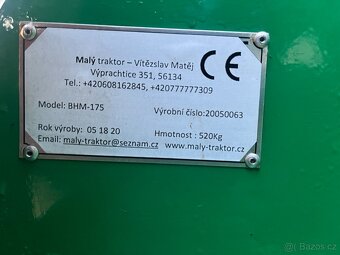 Malý traktor – Vítězslav Matěj
Výprachtice 351, 56134
Tel.: +420608162845, +420777777309
CE
Model: BHM-175
Výrobní číslo:20050063
Rok výroby: 05 18 20
Hmotnost : 520Kg
Email: maly-traktor@seznam.cz
www.maly-traktor.cz
Bazos.cz